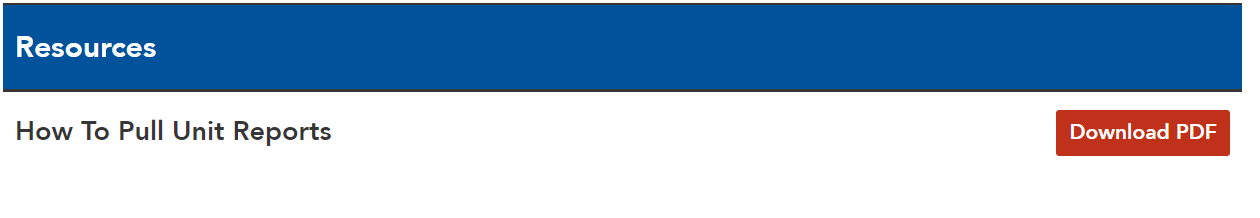 Resources
How To Pull Unit Reports
Download PDF